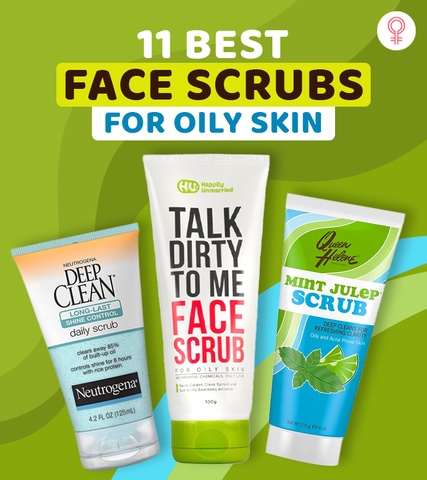 11 BEST
FACE SCRUBS
FOR OILY SKIN
NEUTROGENA
DEEP
CLEAN
LONG-LAST
SHINE CONTROL
daily scrub
clears away 85%
of built-up oil
controls shine for 8 hours
with rice protein
Neutrogena
4.2 FL OZ (125mL)
HU
Happily
Unmarried
TALK
DIRTY
TO ME
FACE
SCRUB
FOR OILY SKIN
100g
Queen
Helene
MINT JULEP
SCRUB
DEEP CLEANS FOR
REFRESHING CLARITY
Oily and Acne Prone Skin